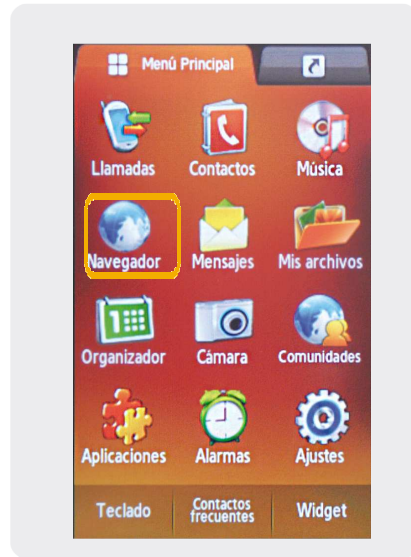 Menú Principal
Llamadas
Contactos
Música
Navegador
Mensajes
Mis archivos
Organizador
Cámara
Comunidades
Aplicaciones
Alarmas
Ajustes
Teclado
Contactos
frecuentes
Widget